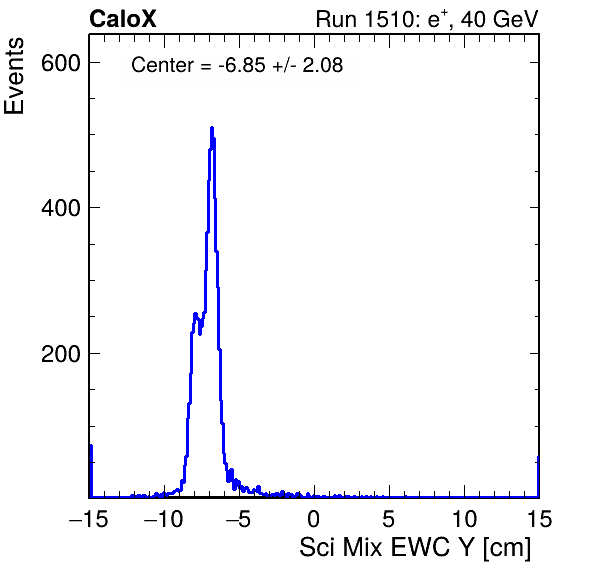 CaloX Run 1510: e⁺, 40 GeV
Events
Center = -6.85 +/- 2.08
600
400
200
−15 −10 −5 0 5 10 15
Sci Mix EWC Y [cm]